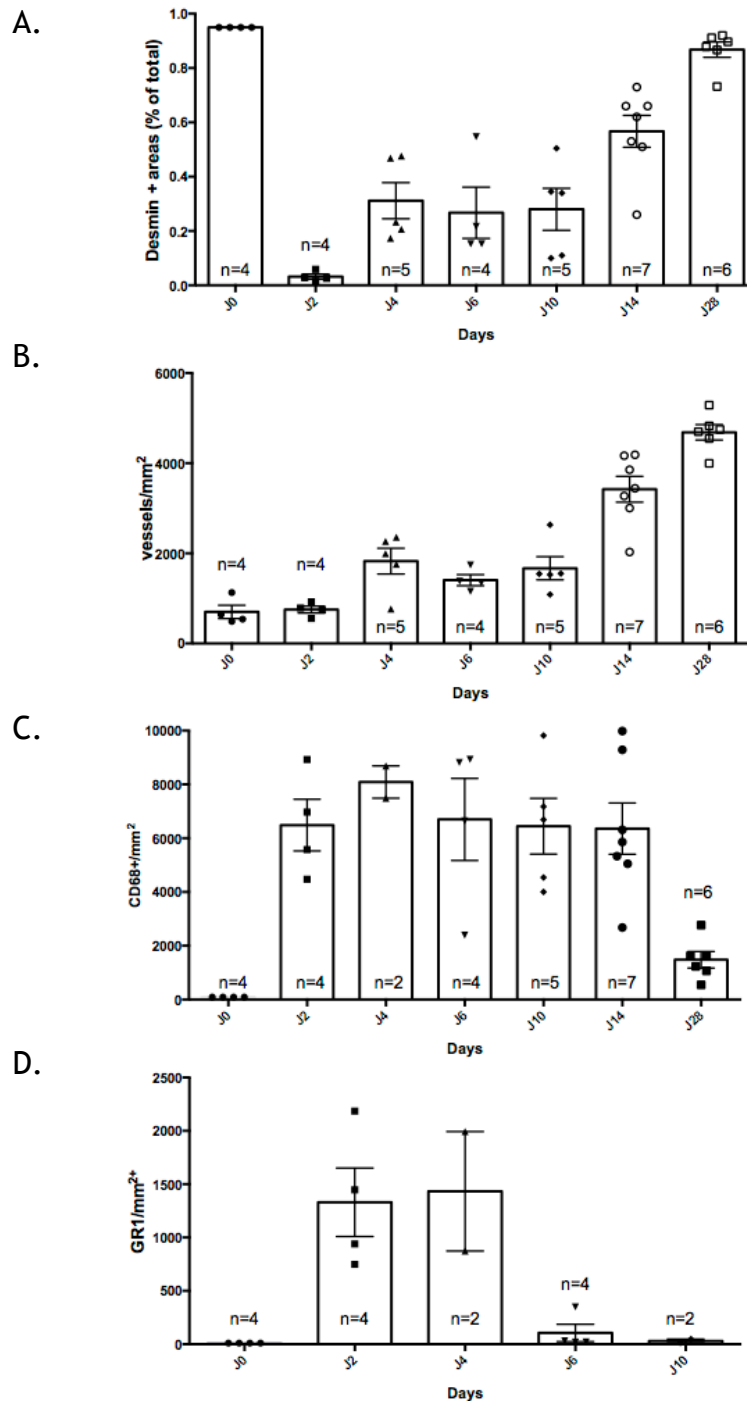 A.
Desmin + areas (% of total)
1.0
0.8
0.6
0.4
0.2
0.0
n=4
n=4
n=5
n=4
n=5
n=7
n=6
J0
J2
J4
J6
J10
J14
J28
Days
B.
vessels/mm²
6000
4000
2000
0
n=4
n=4
n=5
n=4
n=5
n=7
n=6
J0
J2
J4
J6
J10
J14
J28
Days
C.
CD68+/mm²
10000
8000
6000
4000
2000
0
n=4
n=4
n=2
n=4
n=5
n=7
n=6
J0
J2
J4
J6
J10
J14
J28
Days
D.
GR1/mm²⁺
2500
2000
1500
1000
500
0
n=4
n=4
n=2
n=4
n=2
J0
J2
J4
J6
J10
Days